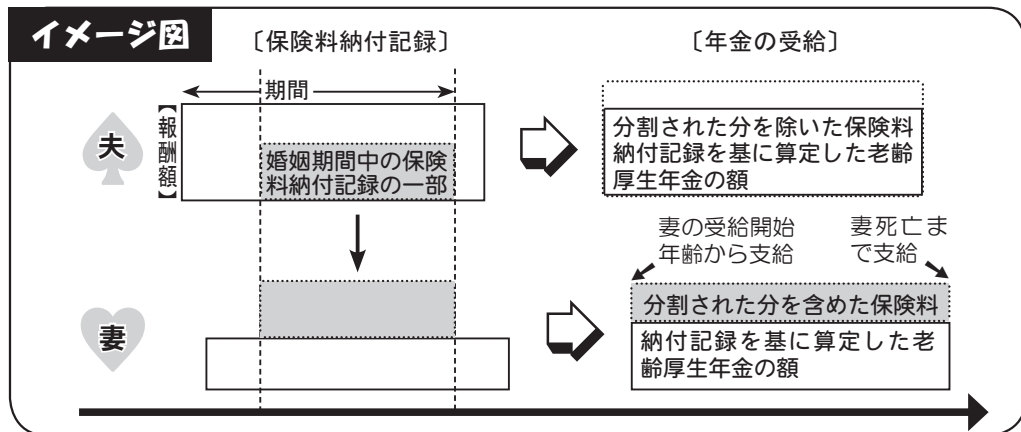 イメージ図
〔保険料納付記録〕
〔年金の受給〕
期間
夫
【報酬額】
婚姻期間中の保険
料納付記録の一部
分割された分を除いた保険料
納付記録を基に算定した老齢
厚生年金の額
妻の受給開始
年齢から支給
妻死亡ま
で支給
妻
分割された分を含めた保険料
納付記録を基に算定した老
齢厚生年金の額